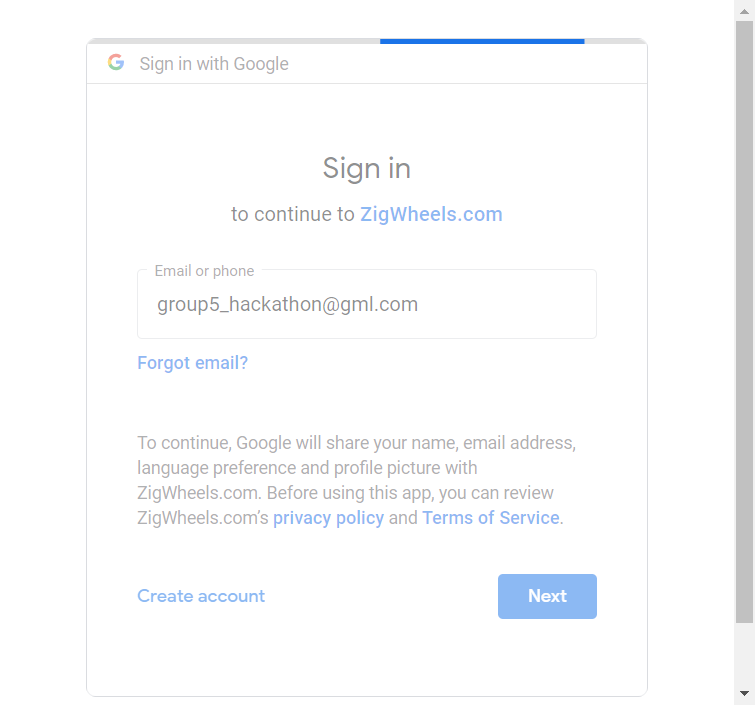 Sign in with Google
Sign in
to continue to ZigWheels.com
Email or phone
group5_hackathon@gml.com
Forgot email?
To continue, Google will share your name, email address,
language preference and profile picture with
ZigWheels.com. Before using this app, you can review
ZigWheels.com’s privacy policy and Terms of Service.
Create account
Next